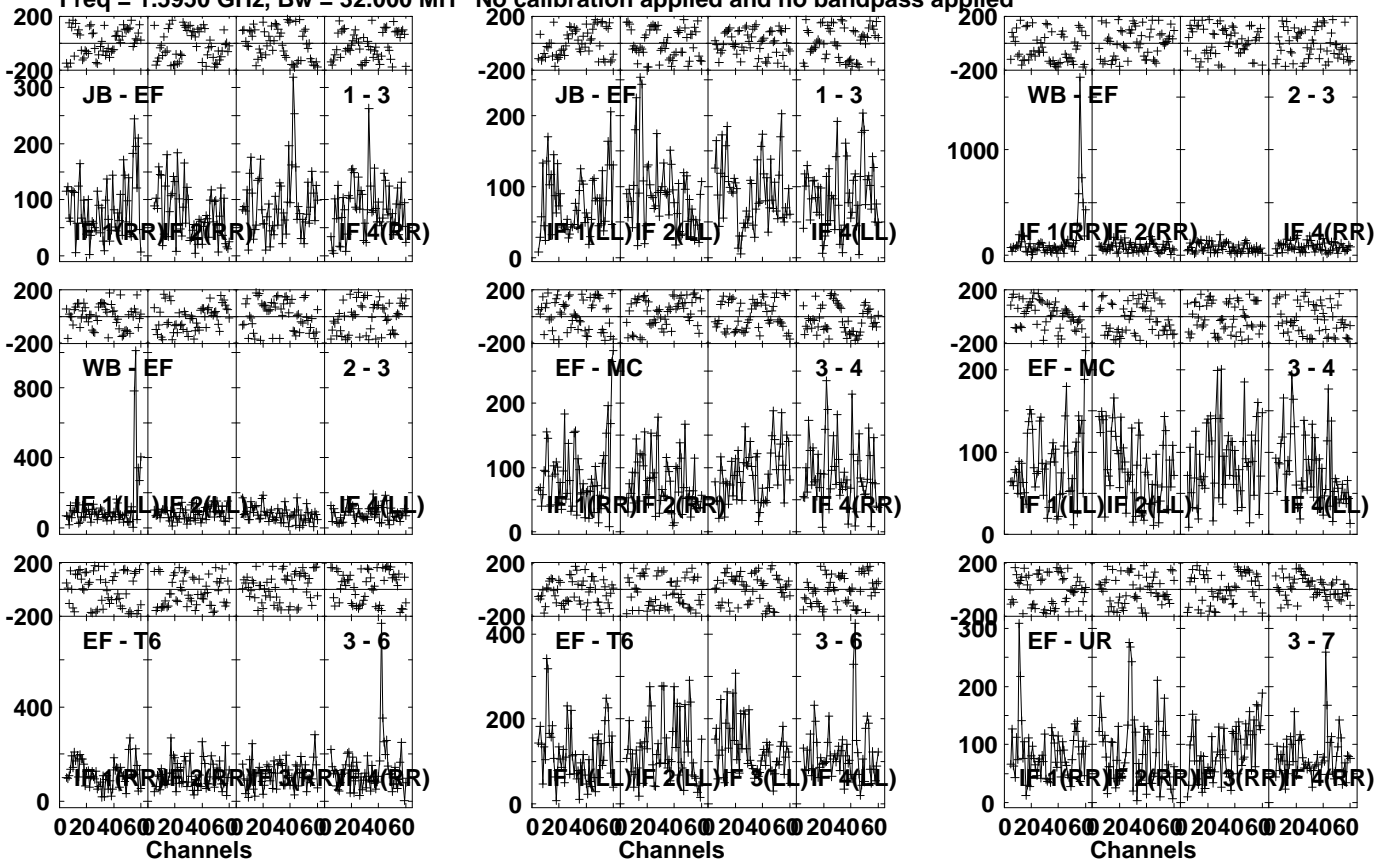 Freq = 1.5950 GHz, Bw = 32.000 MH No calibration applied and no bandpass applied
200
-200
300
200
100
0
JB - EF 1 - 3
IF 1(RR) IF 2(RR) IF 4(RR)
200
100
0
JB - EF 1 - 3
IF 1(LL) IF 2(LL) IF 4(LL)
1000
0
WB - EF 2 - 3
IF 1(RR) IF 2(RR) IF 4(RR)
200
-200
800
400
0
WB - EF 2 - 3
IF 1(LL) IF 2(LL) IF 4(LL)
200
-200
200
100
0
EF - MC 3 - 4
IF 1(RR) IF 2(RR) IF 4(RR)
200
-200
200
100
0
EF - MC 3 - 4
IF 1(LL) IF 2(LL) IF 4(LL)
200
-200
400
0
EF - T6 3 - 6
IF 1(RR) IF 2(RR) IF 3(RR) IF 4(RR)
0 20 40 60 0 20 40 60 0 20 40 60 0 20 40 60
Channels
200
-200
400
200
0
EF - T6 3 - 6
IF 1(LL) IF 2(LL) IF 3(LL) IF 4(LL)
0 20 40 60 0 20 40 60 0 20 40 60 0 20 40 60
Channels
200
-200
300
200
100
0
EF - UR 3 - 7
IF 1(RR) IF 2(RR) IF 3(RR) IF 4(RR)
0 20 40 60 0 20 40 60 0 20 40 60 0 20 40 60
Channels